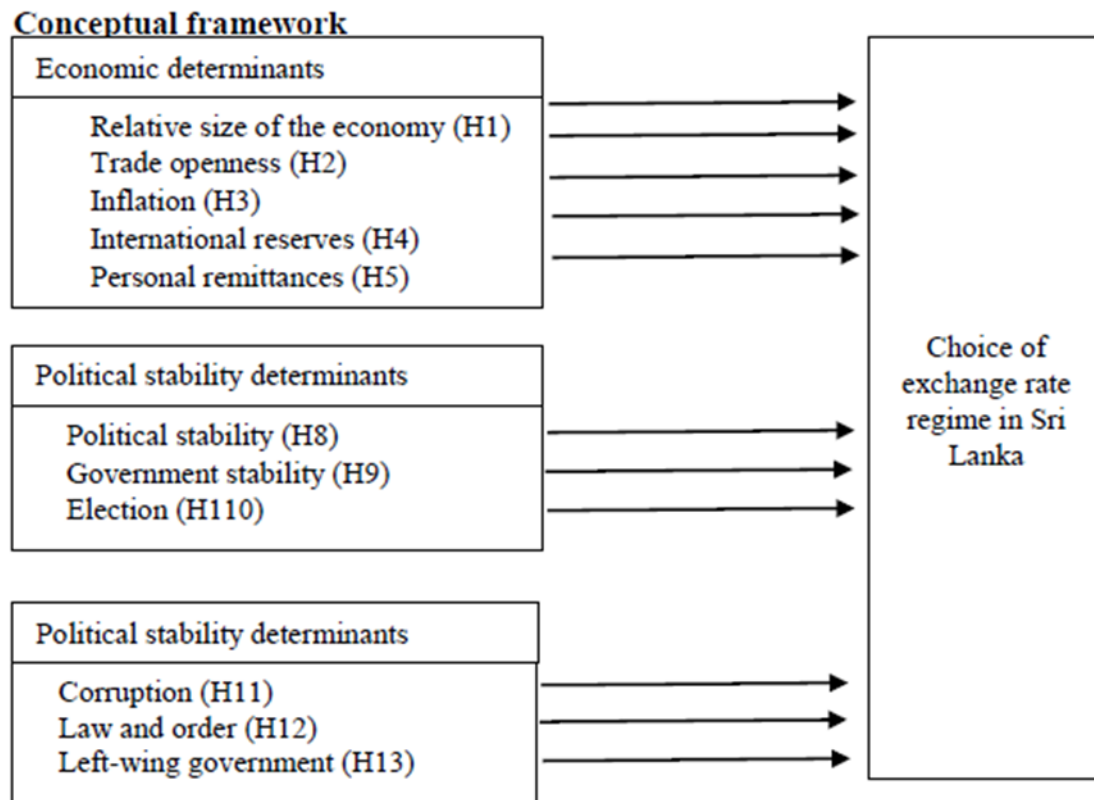 Conceptual framework
Economic determinants
Relative size of the economy (H1)
Trade openness (H2)
Inflation (H3)
International reserves (H4)
Personal remittances (H5)
Political stability determinants
Political stability (H8)
Government stability (H9)
Election (H110)
Political stability determinants
Corruption (H11)
Law and order (H12)
Left-wing government (H13)
Choice of
exchange rate
regime in Sri
Lanka